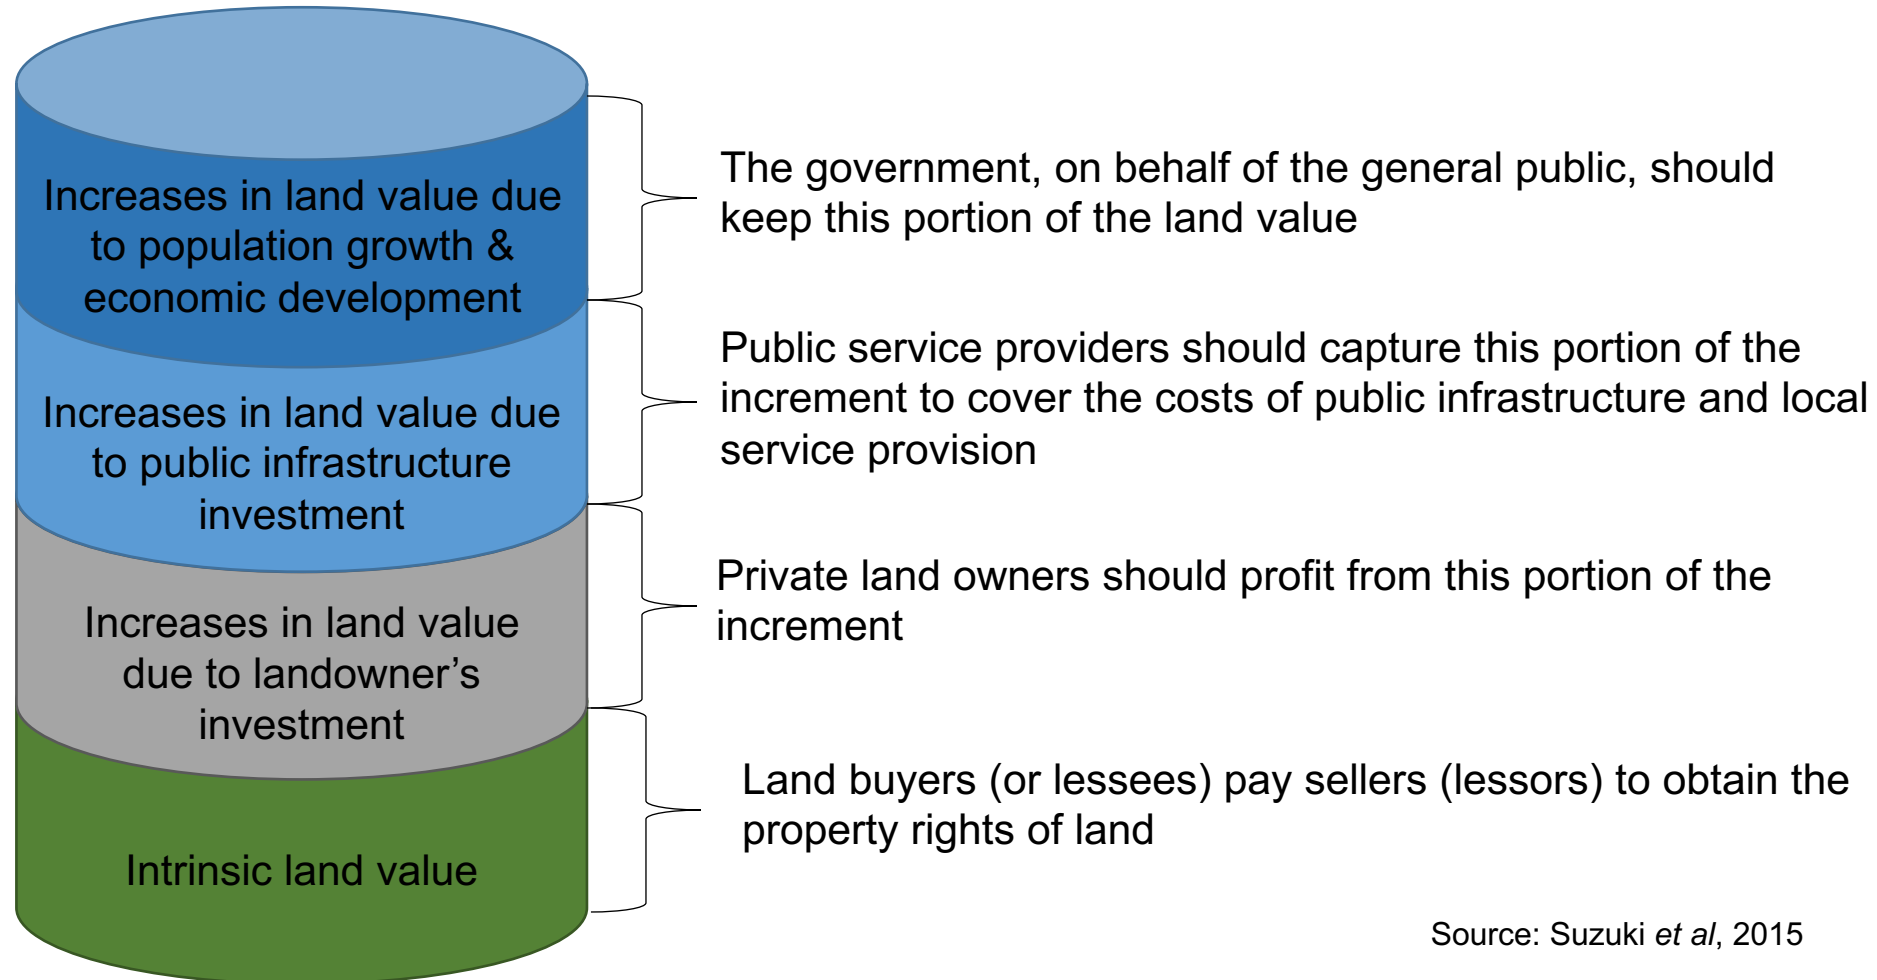 Increases in land value due
to population growth &
economic development
The government, on behalf of the general public, should
keep this portion of the land value
Increases in land value due
to public infrastructure
investment
Public service providers should capture this portion of the
increment to cover the costs of public infrastructure and local
service provision
Increases in land value
due to landowner’s
investment
Private land owners should profit from this portion of the
increment
Intrinsic land value
Land buyers (or lessees) pay sellers (lessors) to obtain the
property rights of land
Source: Suzuki et al, 2015